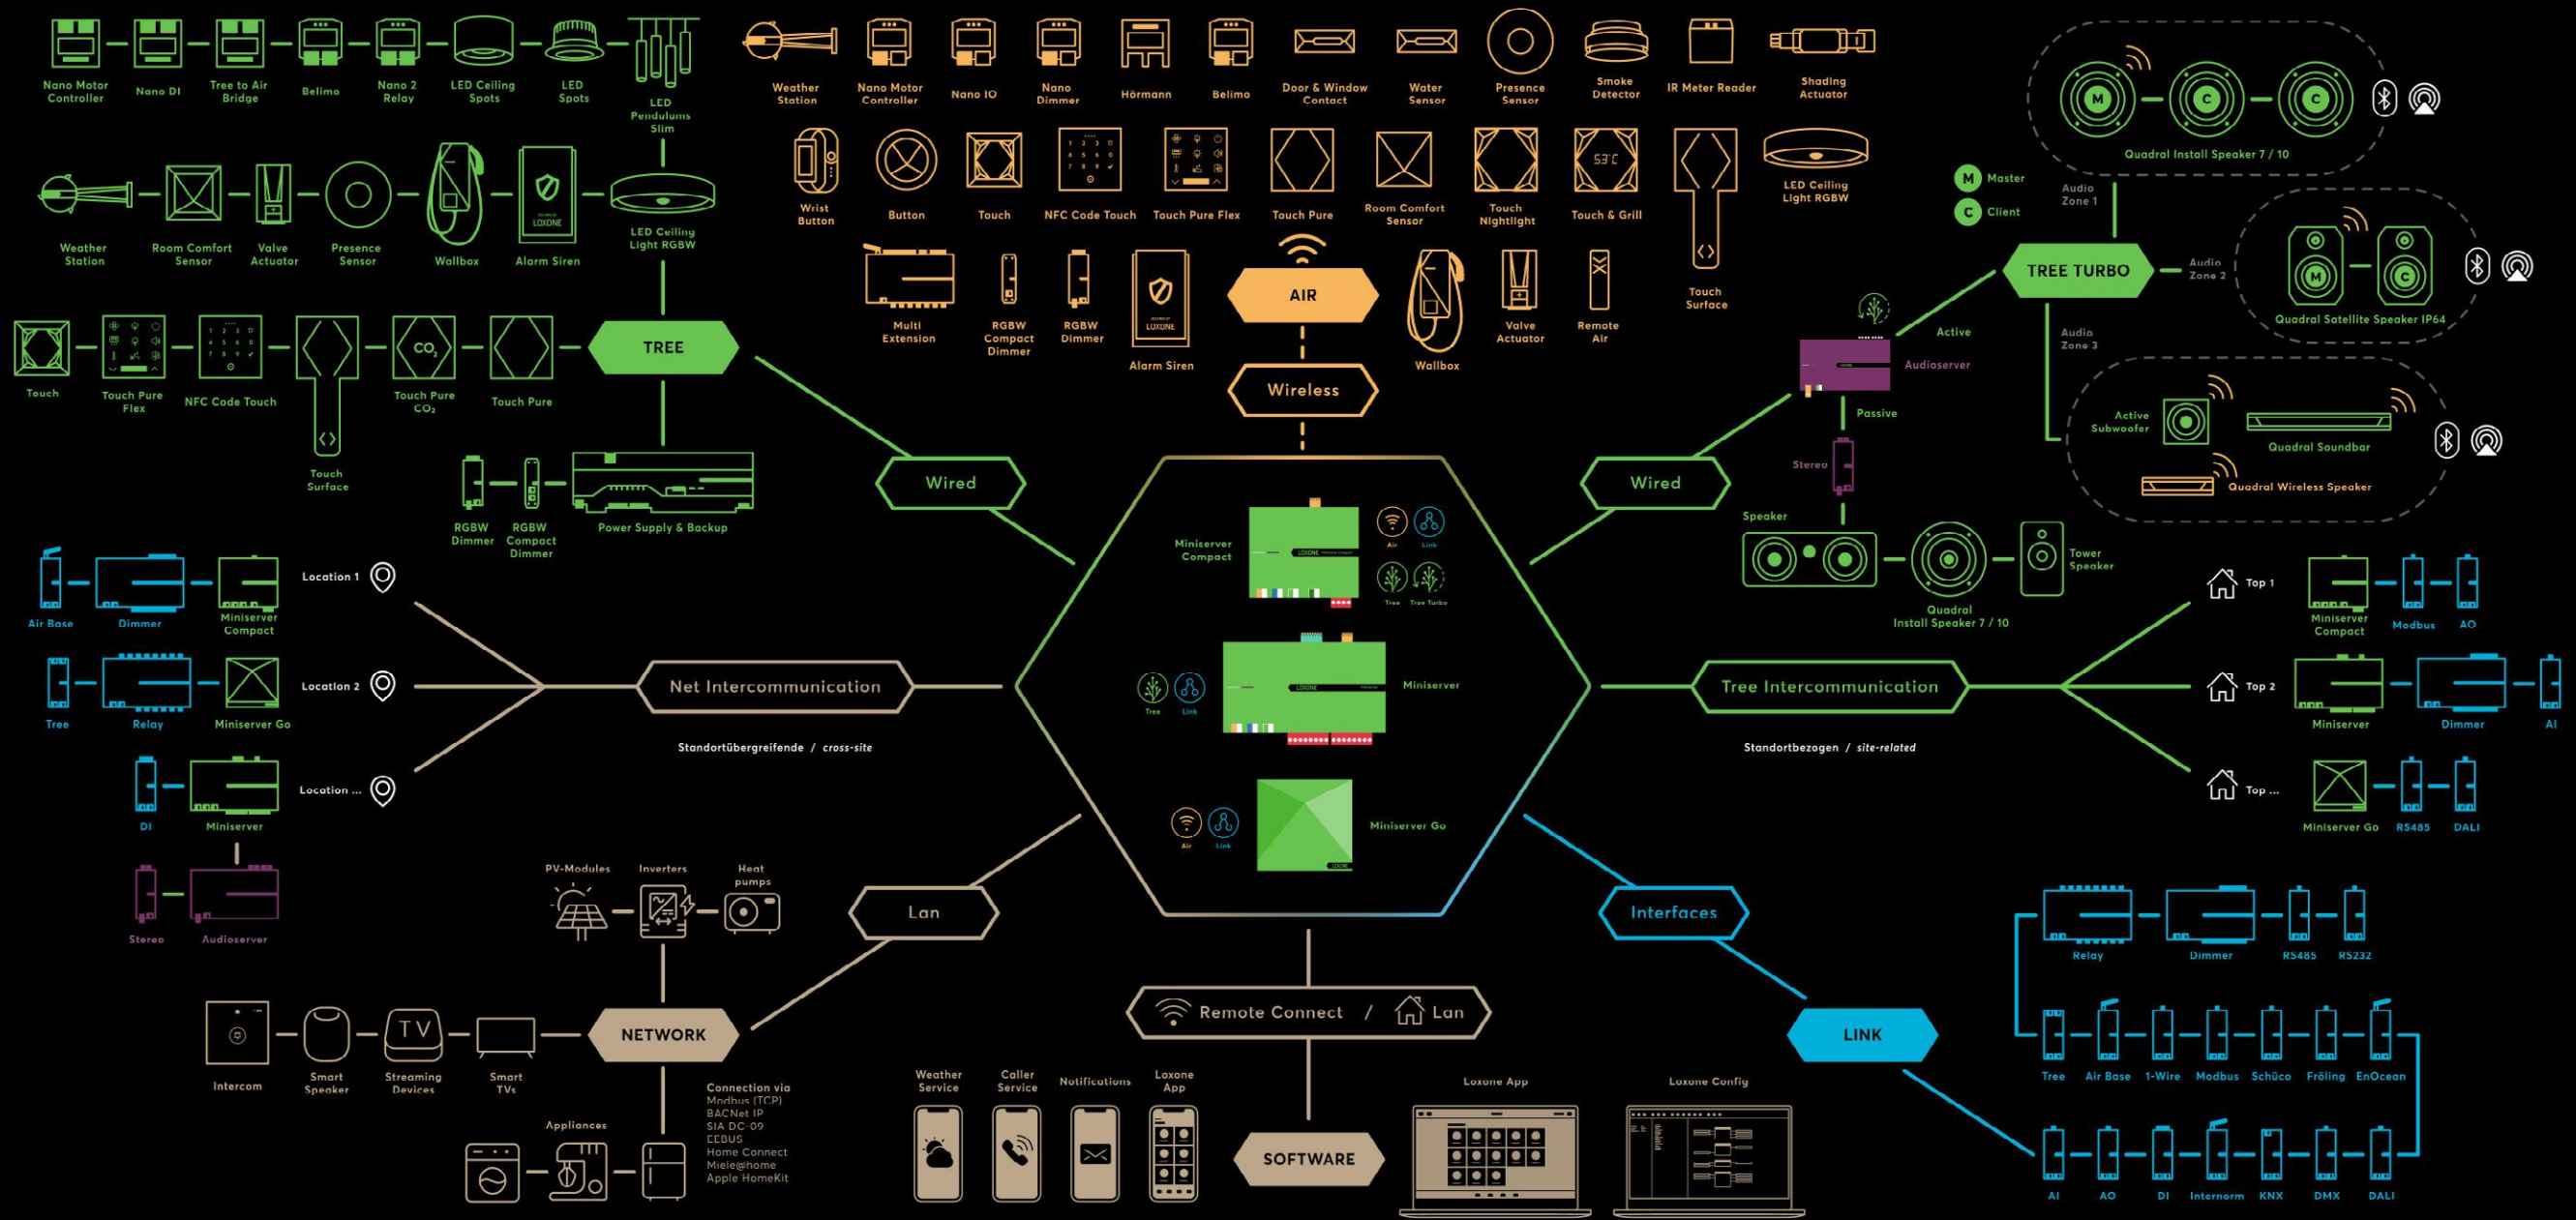 Nano Motor
Controller
Nano DI
Tree to Air
Bridge
Belimo
Nano 2
Relay
LED Ceiling
Spots
LED
Spots
LED
Pendulums
Slim
Weather
Station
Room Comfort
Sensor
Valve
Actuator
Presence
Sensor
Wallbox
LOXONE
Alarm Siren
LED Ceiling
Light RGBW
Touch
Touch Pure
Flex
NFC Code Touch
Touch
Surface
CO₂
Touch Pure
CO₂
Touch Pure
TREE
RGBW
Dimmer
RGBW
Compact
Dimmer
Power Supply & Backup
Wired
Weather
Station
Nano Motor
Controller
Nano IO
Nano
Dimmer
Hörmann
Belimo
Door & Window
Contact
Water
Sensor
Presence
Sensor
Smoke
Detector
IR Meter Reader
Shading
Actuator
Wrist
Button
Button
Touch
NFC Code Touch
Touch Pure Flex
Touch Pure
Room Comfort
Sensor
Touch
Nightlight
Touch & Grill
Touch
Surface
LED Ceiling
Light RGBW
Multi
Extension
RGBW
Compact
Dimmer
RGBW
Dimmer
LOXONE
Alarm Siren
AIR
Wallbox
Valve
Actuator
Remote
Air
Wireless
M
C
C
Quadral Install Speaker 7 / 10
M Master
C Client
Audio
Zone 1
TREE TURBO
Audio
Zone 2
M
C
Quadral Satellite Speaker IP64
Audio
Zone 3
Active
Subwoofer
Quadral Soundbar
Quadral Wireless Speaker
Active
Audioserver
Passive
Stereo
Wired
Speaker
Quadral
Install Speaker 7 / 10
Tower
Speaker
Miniserver
Compact
LOXONE
Air
Link
Tree
Tree Turbo
Tree
Link
LOXONE
Miniserver
Air
Link
LOXONE
Miniserver Go
Air Base
Dimmer
Miniserver
Compact
Location 1
Tree
Relay
Miniserver Go
Location 2
DI
Miniserver
Location ...
Stereo
Audioserver
Net Intercommunication
Standortübergreifende / cross-site
Tree Intercommunication
Standortbezogen / site-related
Top 1
Miniserver
Compact
Modbus
AO
Top 2
Miniserver
Dimmer
AI
Top ...
Miniserver Go
RS485
DALI
Lan
PV-Modules
Inverters
Heat
pumps
NETWORK
Intercom
Smart
Speaker
TV
Streaming
Devices
Smart
TVs
Appliances
Connection via
Modbus (TCP)
BACNet IP
SIA DC-09
EEBUS
Home Connect
Miele@home
Apple HomeKit
Remote Connect / Lan
Weather
Service
Caller
Service
Notifications
Loxone
App
SOFTWARE
Loxone App
Loxone Config
Interfaces
LINK
Relay
Dimmer
RS485
RS232
Tree
Air Base
1-Wire
Modbus
Schüco
Fröling
EnOcean
AI
AO
DI
Internorm
KNX
DMX
DALI